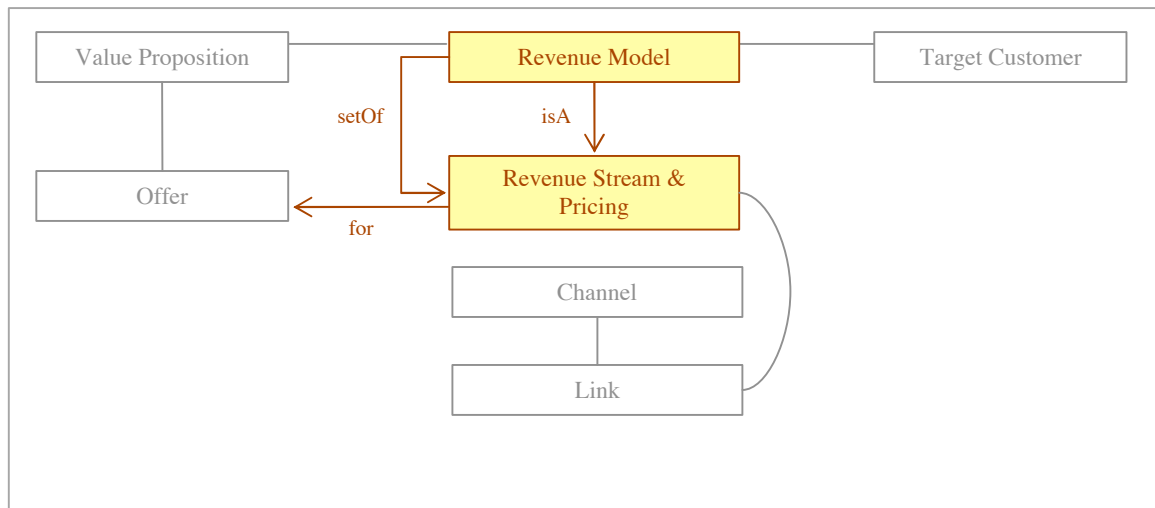 Value Proposition
Revenue Model
Target Customer
setOf
isA
Offer
Revenue Stream &
Pricing
for
Channel
Link